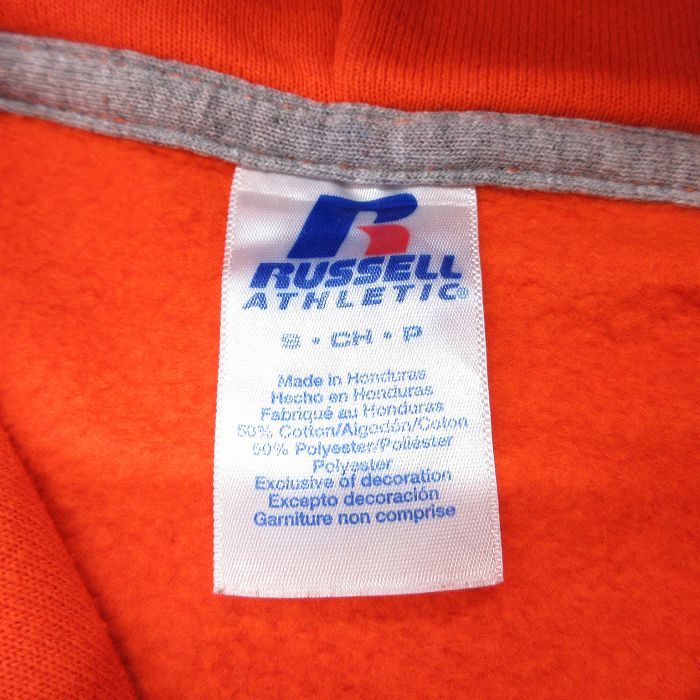 RUSSELL
ATHLETIC®
S • CH • P
Made in Honduras
Hecho en Honduras
Fabriqué au Honduras
50% Cotton/Algodón/Coton
50% Polyester/Poliéster
Polyester
Exclusive of decoration
Excepto decoración
Garniture non comprise